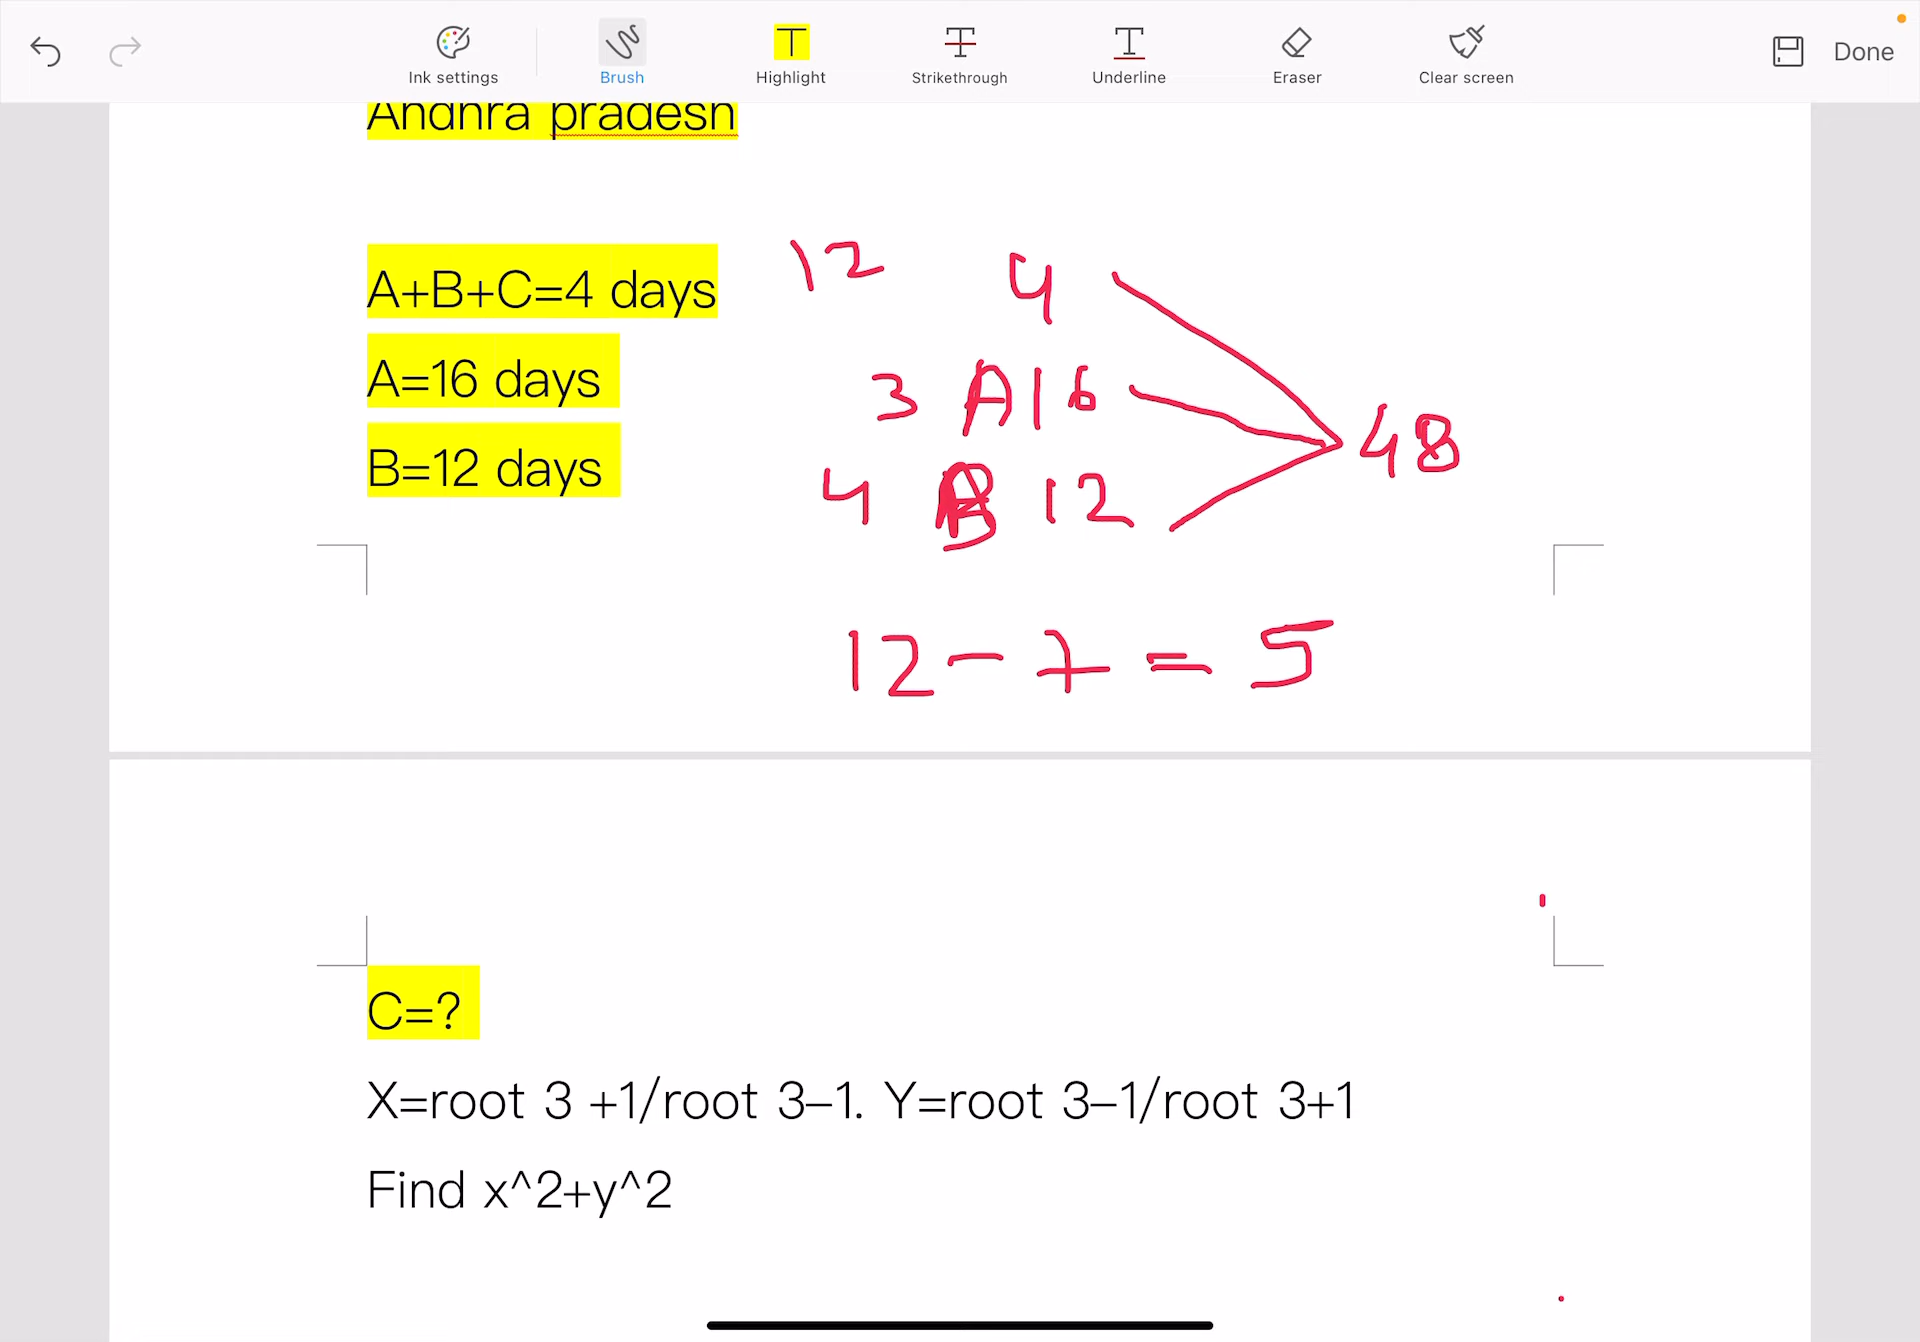 Ink settings Brush Highlight Strikethrough Underline Eraser Clear screen Done
Andhra pradesh
A+B+C=4 days 12 4
A=16 days 3 A 16
48
B=12 days 4 B 12
12 - 7 = 5
C=?
X=root 3 +1/root 3–1. Y=root 3–1/root 3+1
Find x^2+y^2